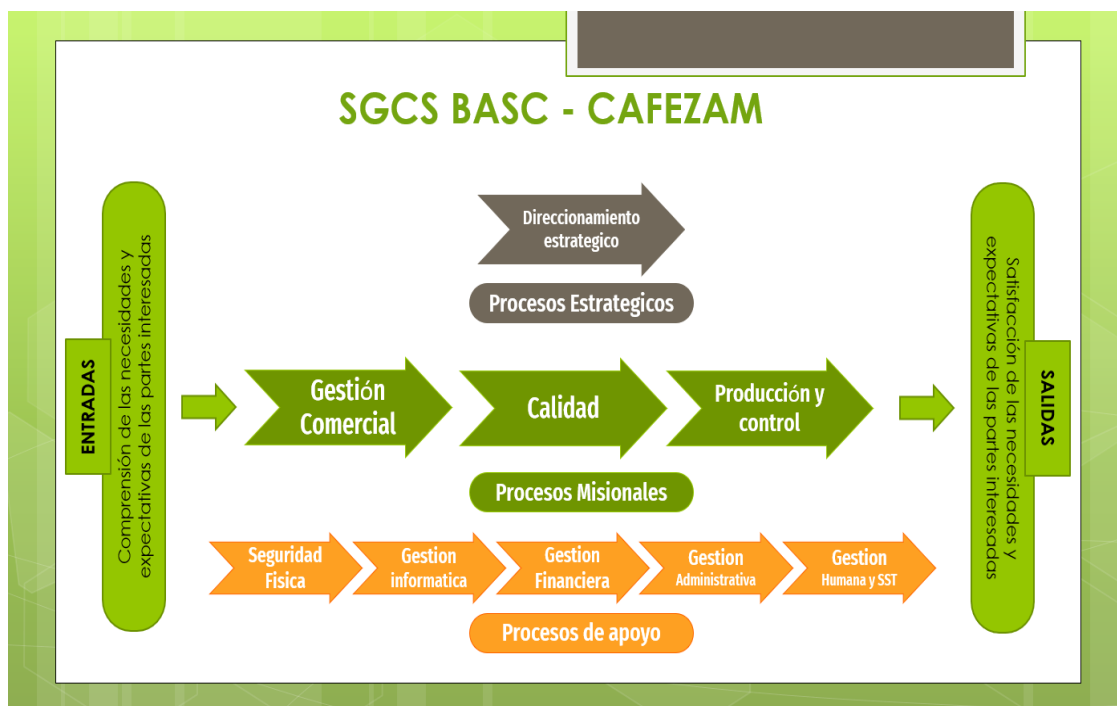 SGCS BASC - CAFEZAM
Direccionamiento
estrategico
Procesos Estrategicos
ENTRADAS
Comprensión de las necesidades y
expectativas de las partes interesadas
Gestión
Comercial
Calidad
Producción y
control
Procesos Misionales
Seguridad
Fisica
Gestion
informatica
Gestion
Financiera
Gestion
Administrativa
Gestion
Humana y SST
Procesos de apoyo
Satisfacción de las necesidades y
expectativas de las partes interesadas
SALIDAS